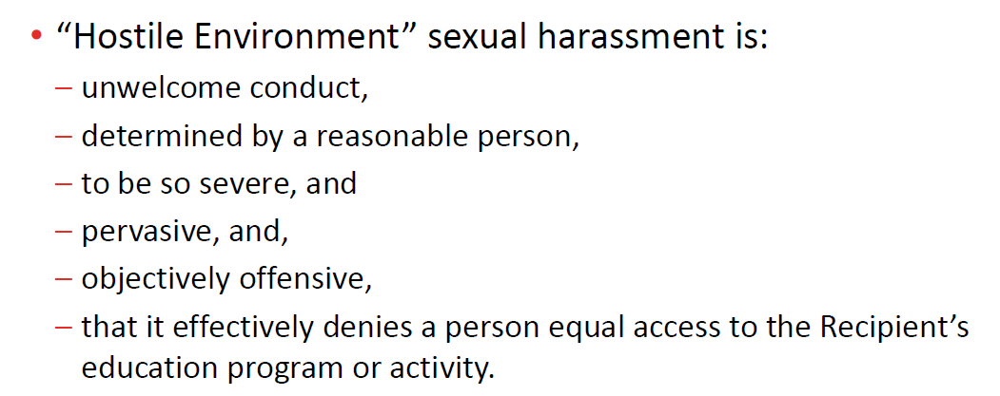 • “Hostile Environment” sexual harassment is:
– unwelcome conduct,
– determined by a reasonable person,
– to be so severe, and
– pervasive, and,
– objectively offensive,
– that it effectively denies a person equal access to the Recipient’s
education program or activity.